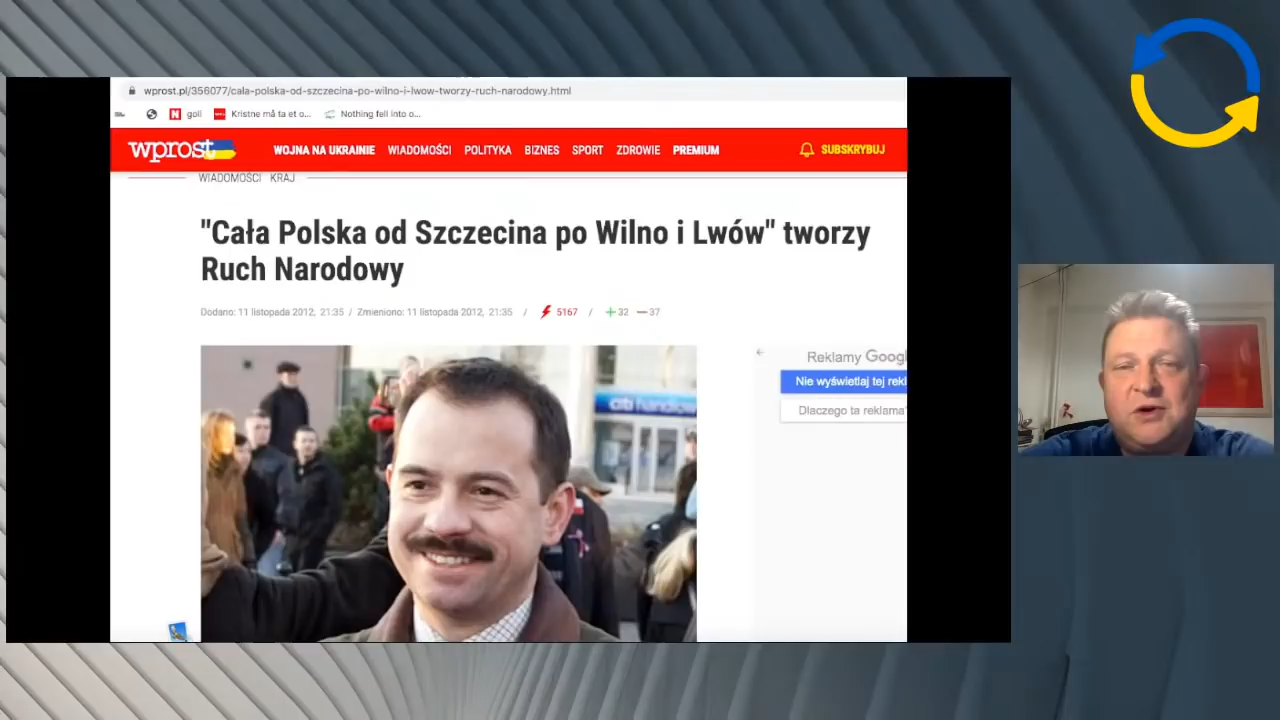 wprost.pl/356077/cala-polska-od-szczecina-po-wilno-i-lwow-tworzy-ruch-narodowy.html
goli Kristne må ta et o... Nothing fell into o...
wprost WOJNA NA UKRAINIE WIADOMOŚCI POLITYKA BIZNES SPORT ZDROWIE PREMIUM SUBSKRYBUJ
WIADOMOŚCI KRAJ
"Cała Polska od Szczecina po Wilno i Lwów" tworzy
Ruch Narodowy
Dodano: 11 listopada 2012, 21:35 / Zmieniono: 11 listopada 2012, 21:35 / 5167 / +32 —37
Reklamy Googl
Nie wyświetlaj tej rekl
Dlaczego ta reklama?
citi handlowy